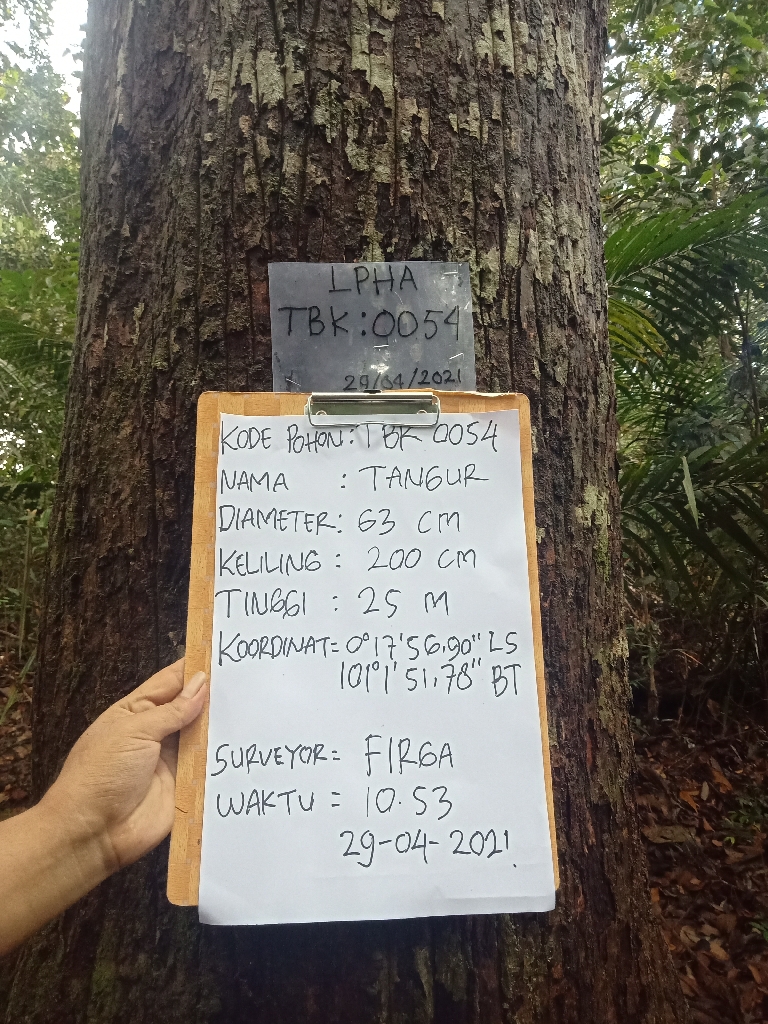 LPHA
TBK:0054
29/04/2021
KODE POHON: TBK 0054
NAMA : TANGUR
DIAMETER: 63 CM
KELILING : 200 CM
TINGGI : 25 M
KOORDINAT= 0°17'56,90" LS
101°1'51,78" BT
SURVEYOR= FIRGA
WAKTU = 10.53
29-04-2021